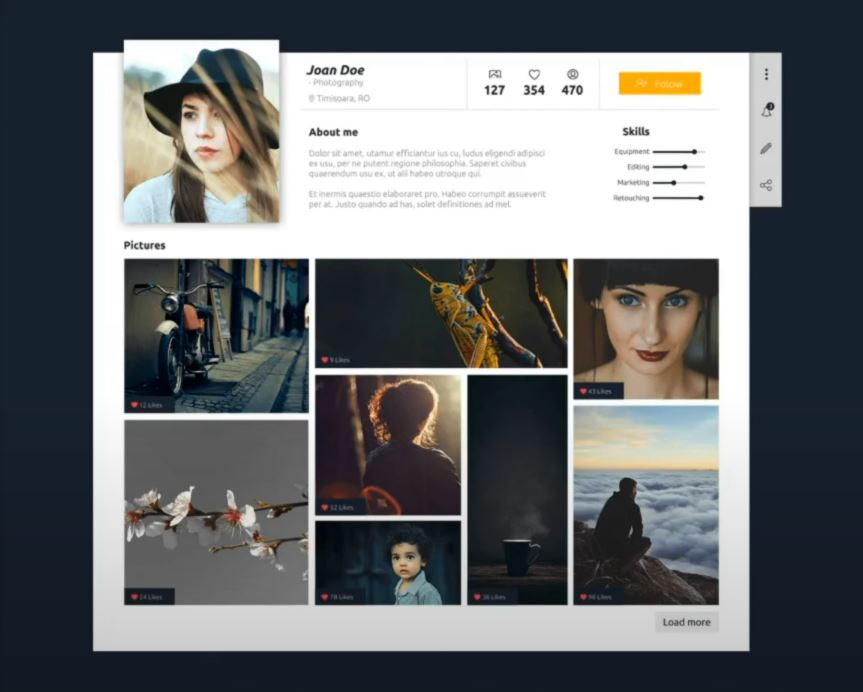 Joan Doe
- Photography
Timisoara, RO
127 354 470
Follow
3
About me
Dolor sit amet, utamur efficiantur ius cu, ludus eligendi adipisci
ex usu, per ne putent regione philosophia. Saperet civibus
quaerendum usu ex, ut alii habeo utroque qui.
Et inermis quaestio elaboraret pro. Habeo corrumpit assueverit
per at. Justo quando ad has, solet definitiones ad mel.
Skills
Equipment
Editing
Marketing
Retouching
Pictures
12 Likes
9 Likes
43 Likes
24 Likes
32 Likes
78 Likes
36 Likes
90 Likes
Load more